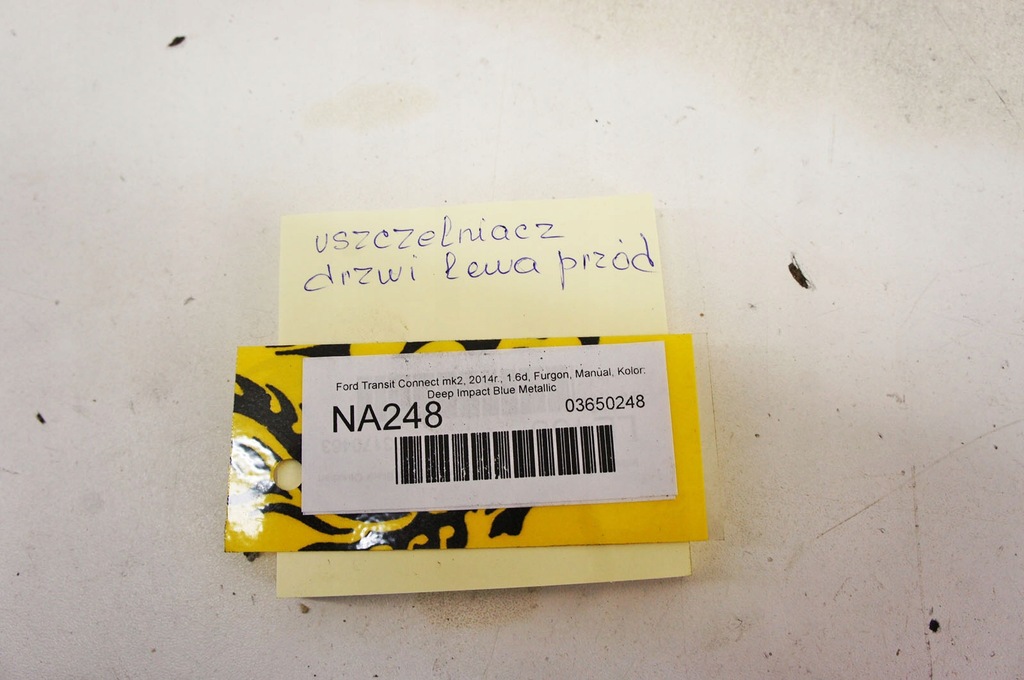 uszczelniacz
drzwi lewa przód
Ford Transit Connect mk2, 2014r., 1.6d, Furgon, Manual, Kolor:
Deep Impact Blue Metallic
NA248
03650248